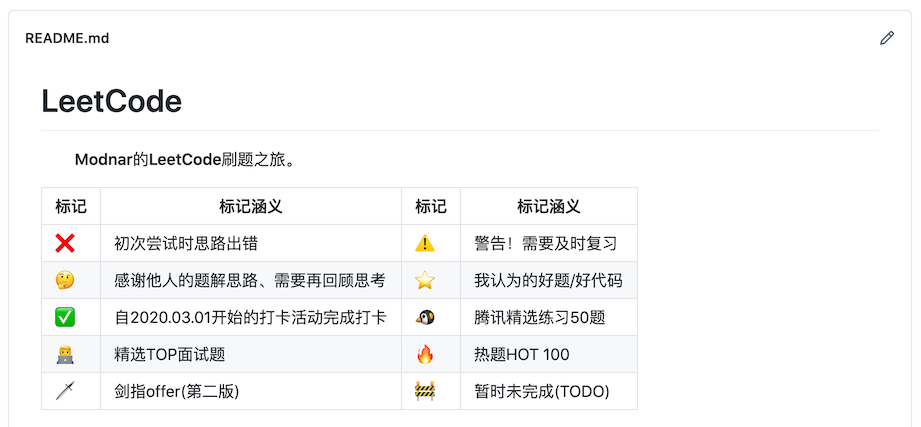 README.md
LeetCode
Modnar的LeetCode刷题之旅。
标记 标记涵义 标记 标记涵义
❌ 初次尝试时思路出错 ⚠️ 警告！需要及时复习
🤔 感谢他人的题解思路、需要再回顾思考 ⭐ 我认为的好题/好代码
✅ 自2020.03.01开始的打卡活动完成打卡 🐧 腾讯精选练习50题
👨‍💻 精选TOP面试题 🔥 热题HOT 100
🗡 剑指offer(第二版) 🚧 暂时未完成(TODO)